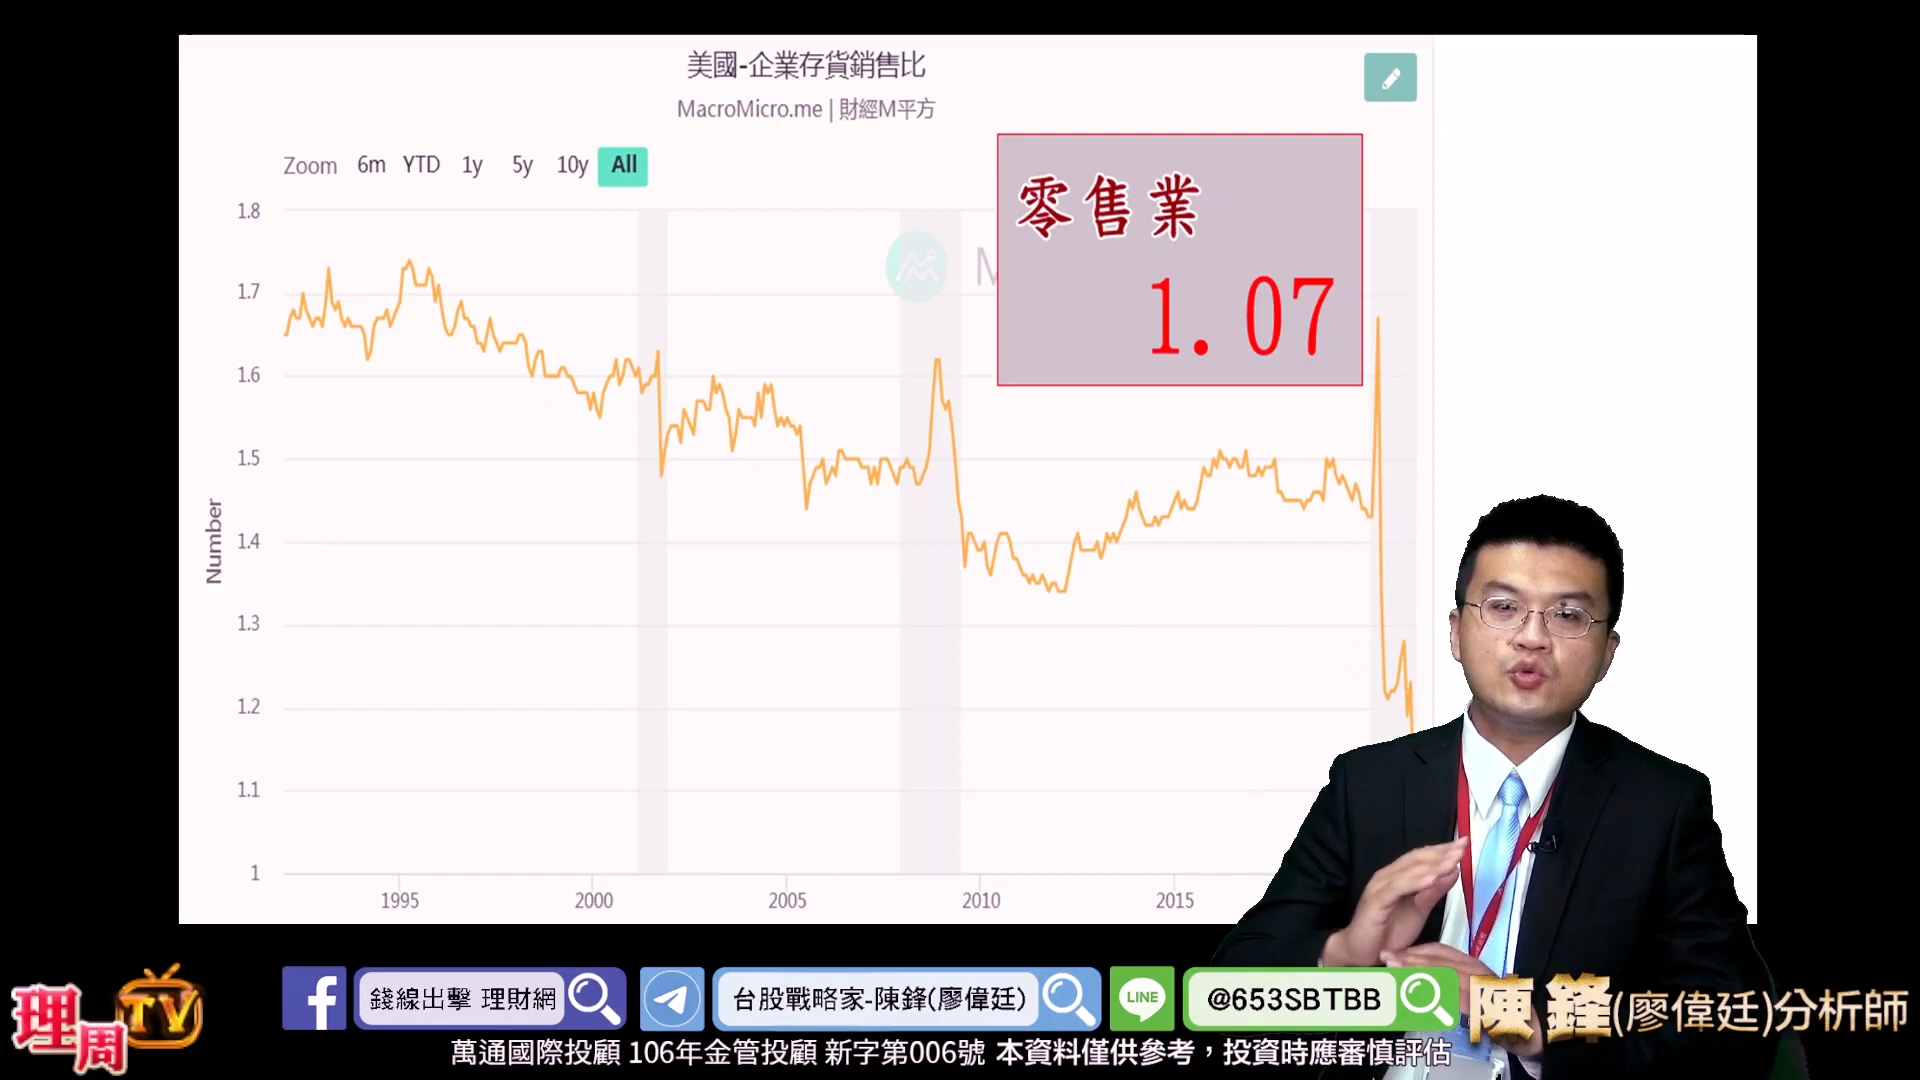 美國-企業存貨銷售比
MacroMicro.me | 財經M平方
Zoom 6m YTD 1y 5y 10y All
零售業
1.07
M
1.8
1.7
1.6
1.5
1.4
1.3
1.2
1.1
1
Number
1995 2000 2005 2010 2015
理周TV
f 錢線出擊 理財網
台股戰略家-陳鋒(廖偉廷)
LINE @653SBTBB
陳鋒(廖偉廷)分析師
萬通國際投顧 106年金管投顧 新字第006號 本資料僅供參考，投資時應審慎評估